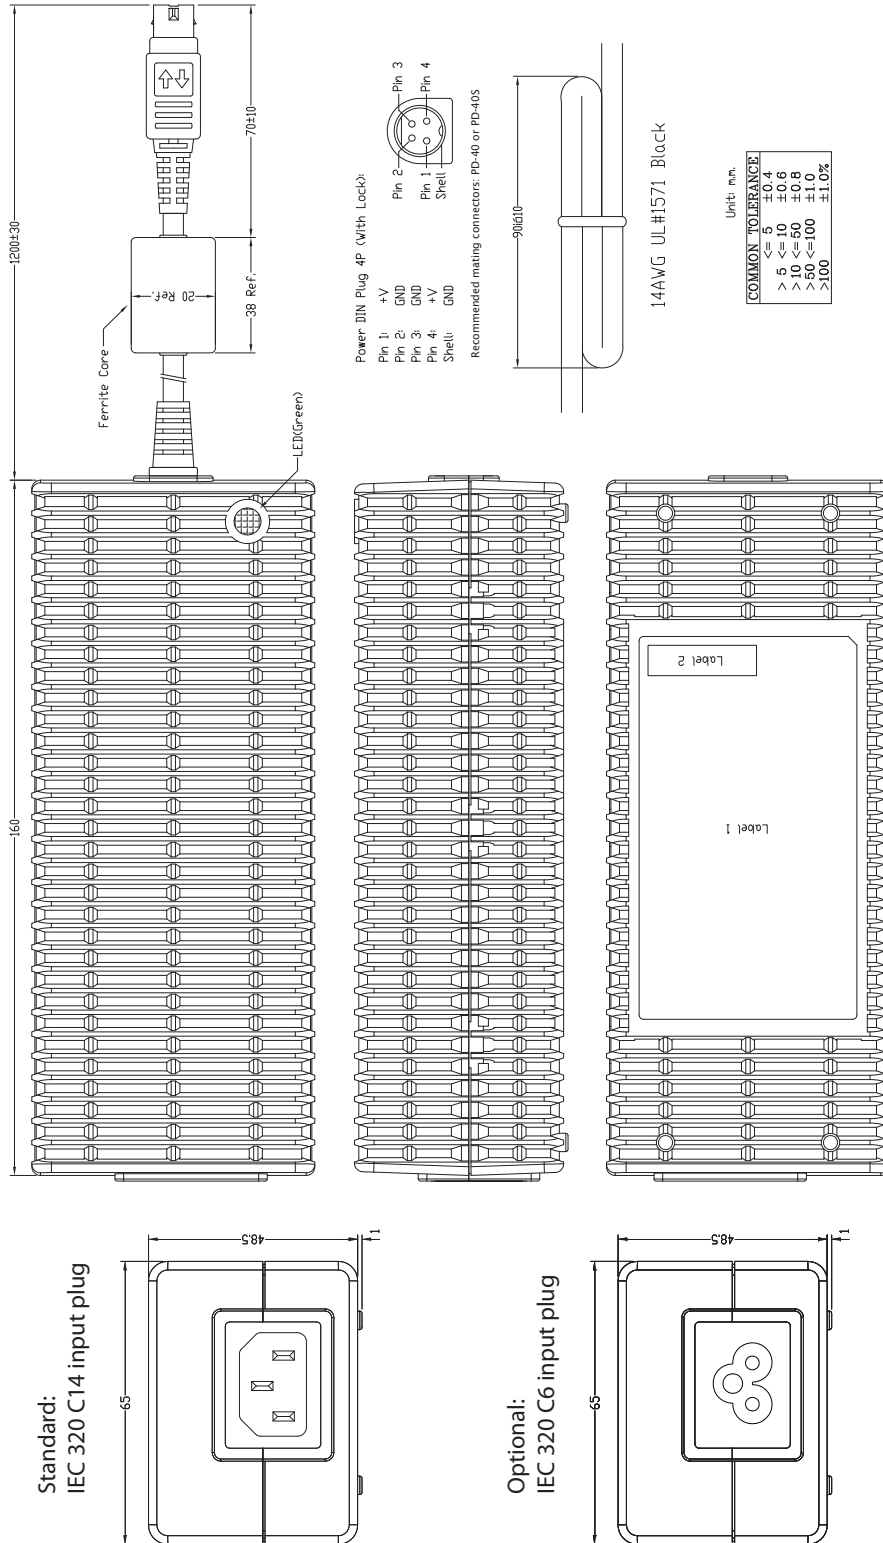 1200±30
70±10
Ferrite Core
20 Ref.
38 Ref.
LED(Green)
160
Power DIN Plug 4P (With Lock):
Pin 1: +V
Pin 2: GND
Pin 3: GND
Pin 4: +V
Shell: GND
Pin 2
Pin 3
Pin 1
Pin 4
Shell
Recommended mating connectors: PD-40 or PD-40S
90ì610
14AWG UL#1571 Black
Unit: m.m.
COMMON TOLERANCE
<= 5 ±0.4
> 5 <=10 ±0.6
>10 <=50 ±0.8
>50 <=100 ±1.0
>100 ±1.0%
Label 2
Label 1
Standard:
IEC 320 C14 input plug
65
48.5
1
Optional:
IEC 320 C6 input plug
65
48.5
1